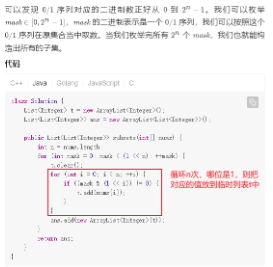 可以发现 0/1 序列对应的二进制数正好从 0 到 2ⁿ − 1。我们可以枚举
mask ∈ [0, 2ⁿ − 1]，mask 的二进制表示是一个 0/1 序列，我们可以按照这个
0/1 序列在原集合当中取数。当我们枚举完所有 2ⁿ 个 mask，我们也就能构
造出所有的子集。
代码
C++ Java Golang JavaScript C
class Solution {
List<Integer> t = new ArrayList<Integer>();
List<List<Integer>> ans = new ArrayList<List<Integer>>();
public List<List<Integer>> subsets(int[] nums) {
int n = nums.length;
for (int mask = 0; mask < (1 << n); ++mask) {
t.clear();
for (int i = 0; i < n; ++i) {
if ((mask & (1 << i)) != 0) {
t.add(nums[i]);
}
}
循环n次，哪位是1，则把
对应的值放到临时列表t中
ans.add(new ArrayList<Integer>(t));
}
return ans;
}
}